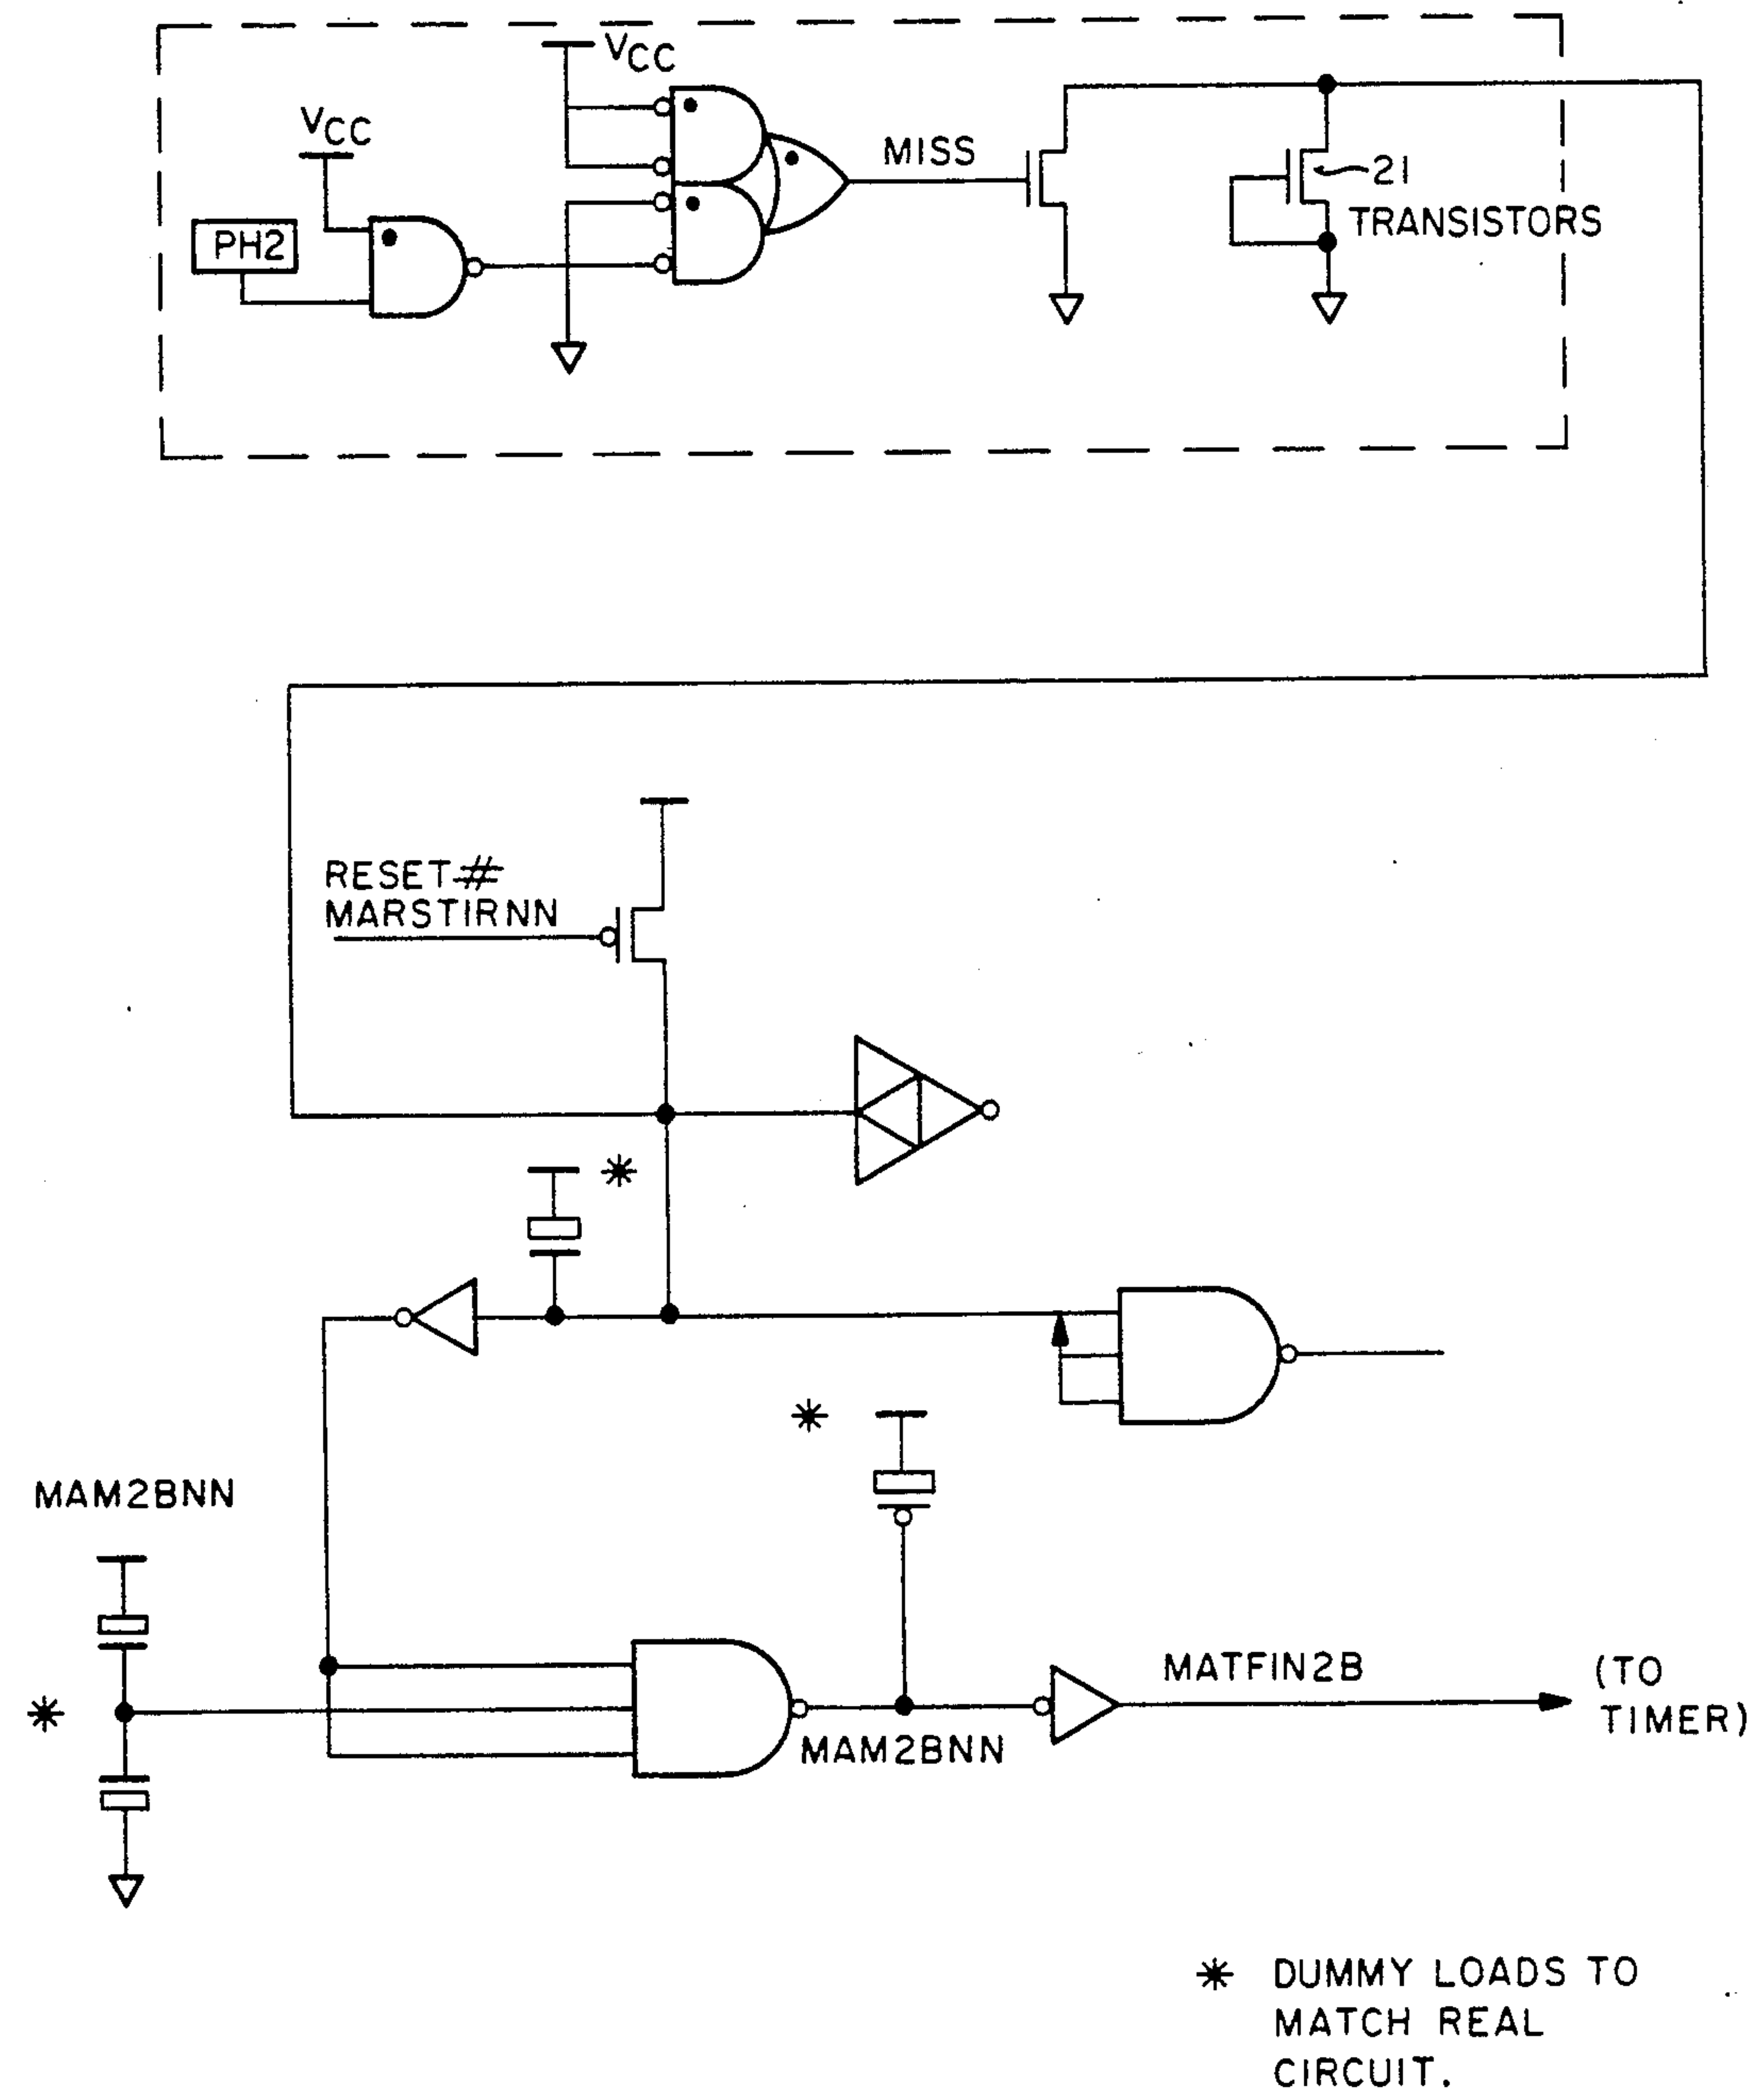 VCC
VCC
MISS
21
TRANSISTORS
PH2
RESET#
MARSTIRNN
MAM2BNN
MATFIN2B
(TO
TIMER)
MAM2BNN
* DUMMY LOADS TO
MATCH REAL
CIRCUIT.